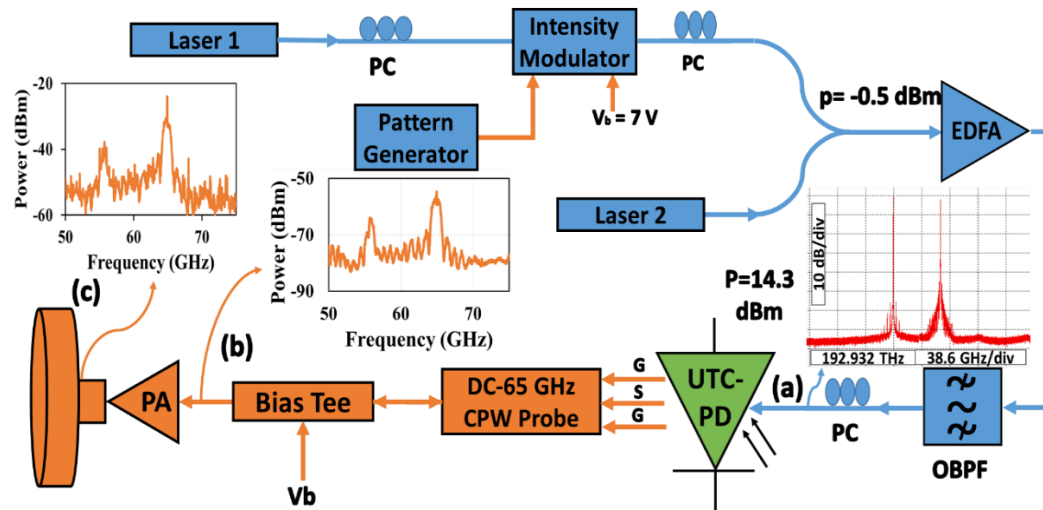 Laser 1
PC
Intensity
Modulator
PC
Vb = 7 V
Pattern
Generator
p= -0.5 dBm
EDFA
Laser 2
Power (dBm)
-20
-40
-60
50
60
70
Frequency (GHz)
Power (dBm)
-50
-70
-90
50
60
70
Frequency (GHz)
10 dB/div
192.932 THz
38.6 GHz/div
P=14.3
dBm
(c)
(b)
(a)
PA
Bias Tee
Vb
DC-65 GHz
CPW Probe
G
S
G
UTC-
PD
PC
OBPF